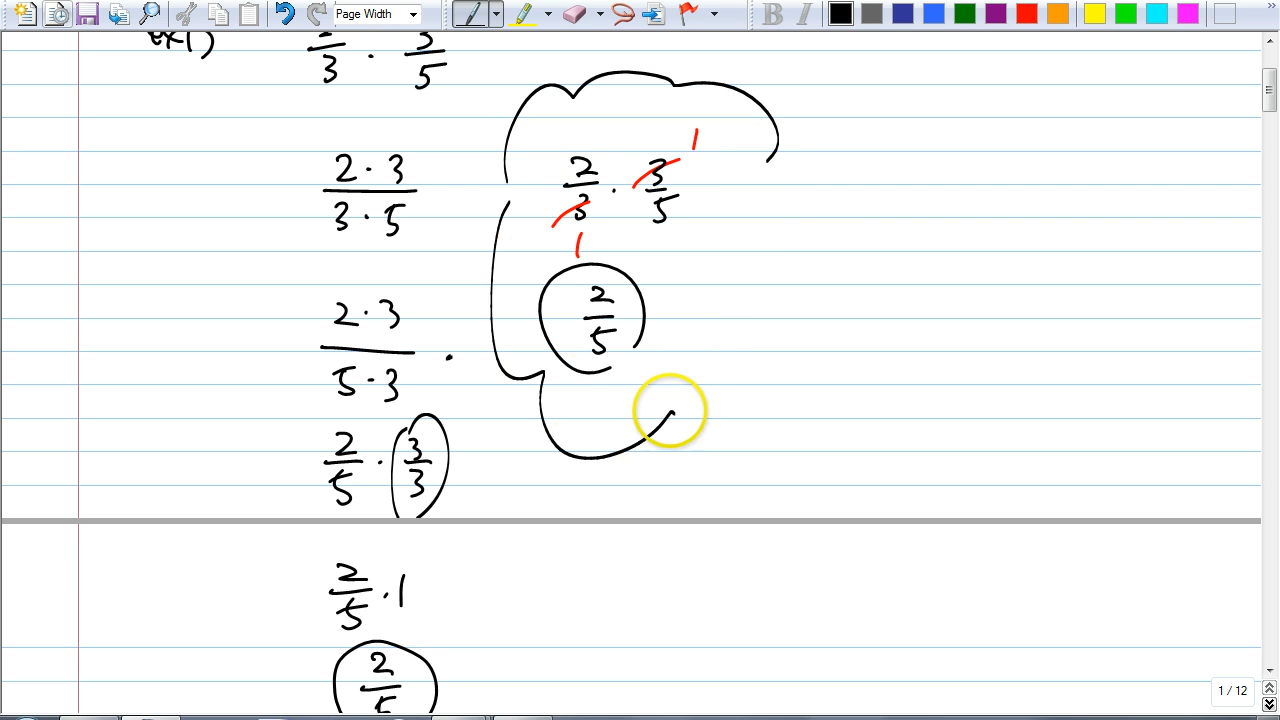 Page Width
B I
Ex1)
2/3 · 3/5
2 · 3
3 · 5
2 · 3
5 · 3
2/5 · 3/3
2/5 · 1
2/5
2/3 · 3/5
1
1
2/5
1 / 12